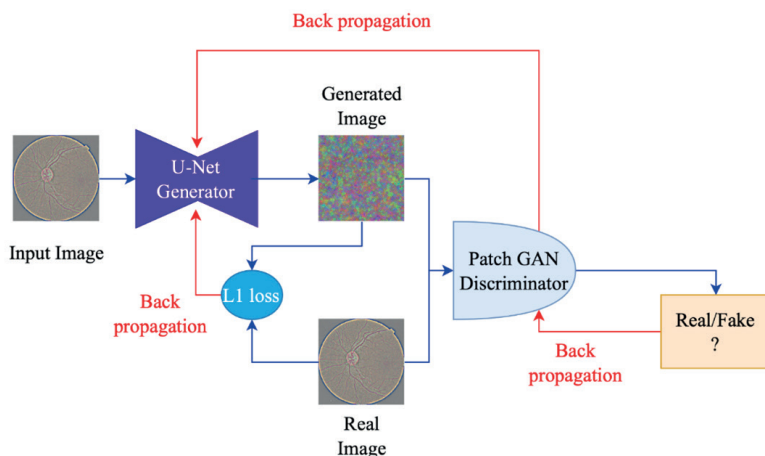 Back propagation
Generated
Image
U-Net
Generator
Input Image
Patch GAN
Discriminator
L1 loss
Back
propagation
Real/Fake
?
Back
propagation
Real
Image